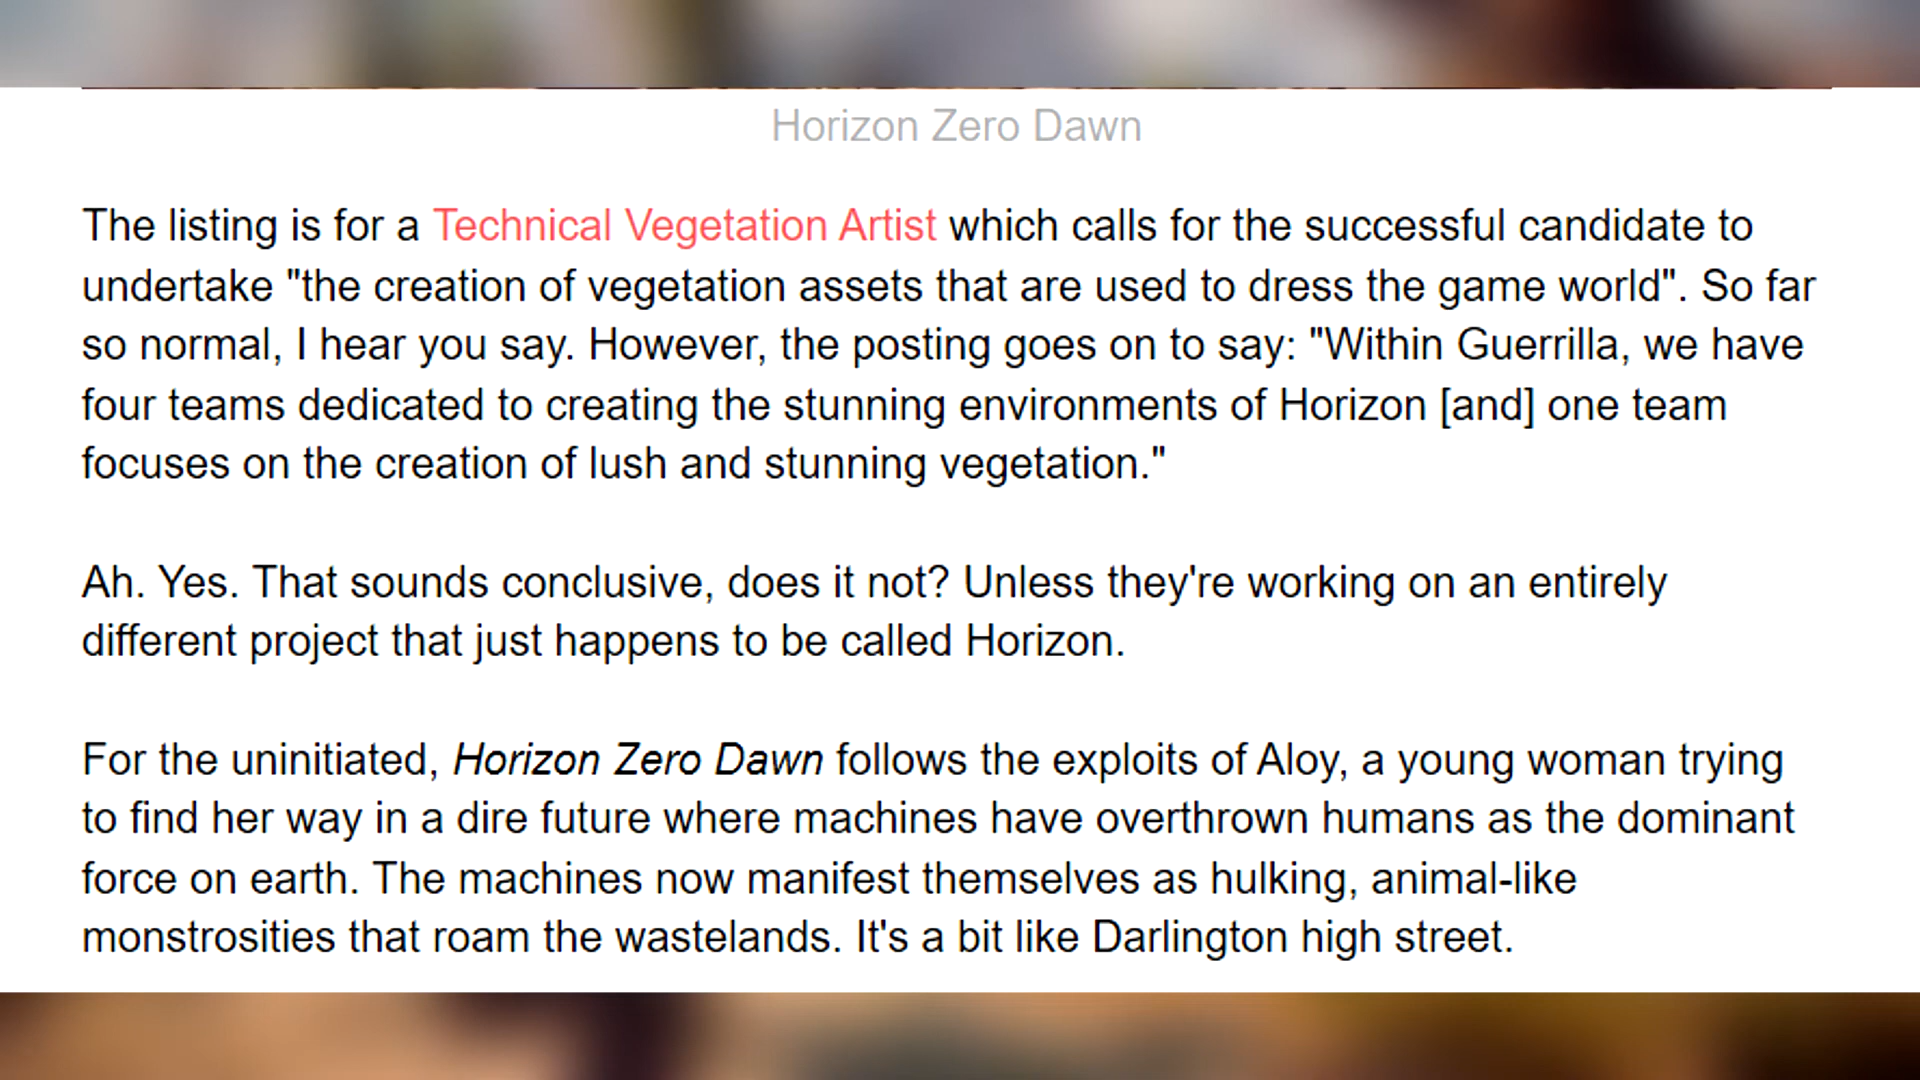 Horizon Zero Dawn
The listing is for a Technical Vegetation Artist which calls for the successful candidate to
undertake "the creation of vegetation assets that are used to dress the game world". So far
so normal, I hear you say. However, the posting goes on to say: "Within Guerrilla, we have
four teams dedicated to creating the stunning environments of Horizon [and] one team
focuses on the creation of lush and stunning vegetation."
Ah. Yes. That sounds conclusive, does it not? Unless they're working on an entirely
different project that just happens to be called Horizon.
For the uninitiated, Horizon Zero Dawn follows the exploits of Aloy, a young woman trying
to find her way in a dire future where machines have overthrown humans as the dominant
force on earth. The machines now manifest themselves as hulking, animal-like
monstrosities that roam the wastelands. It's a bit like Darlington high street.